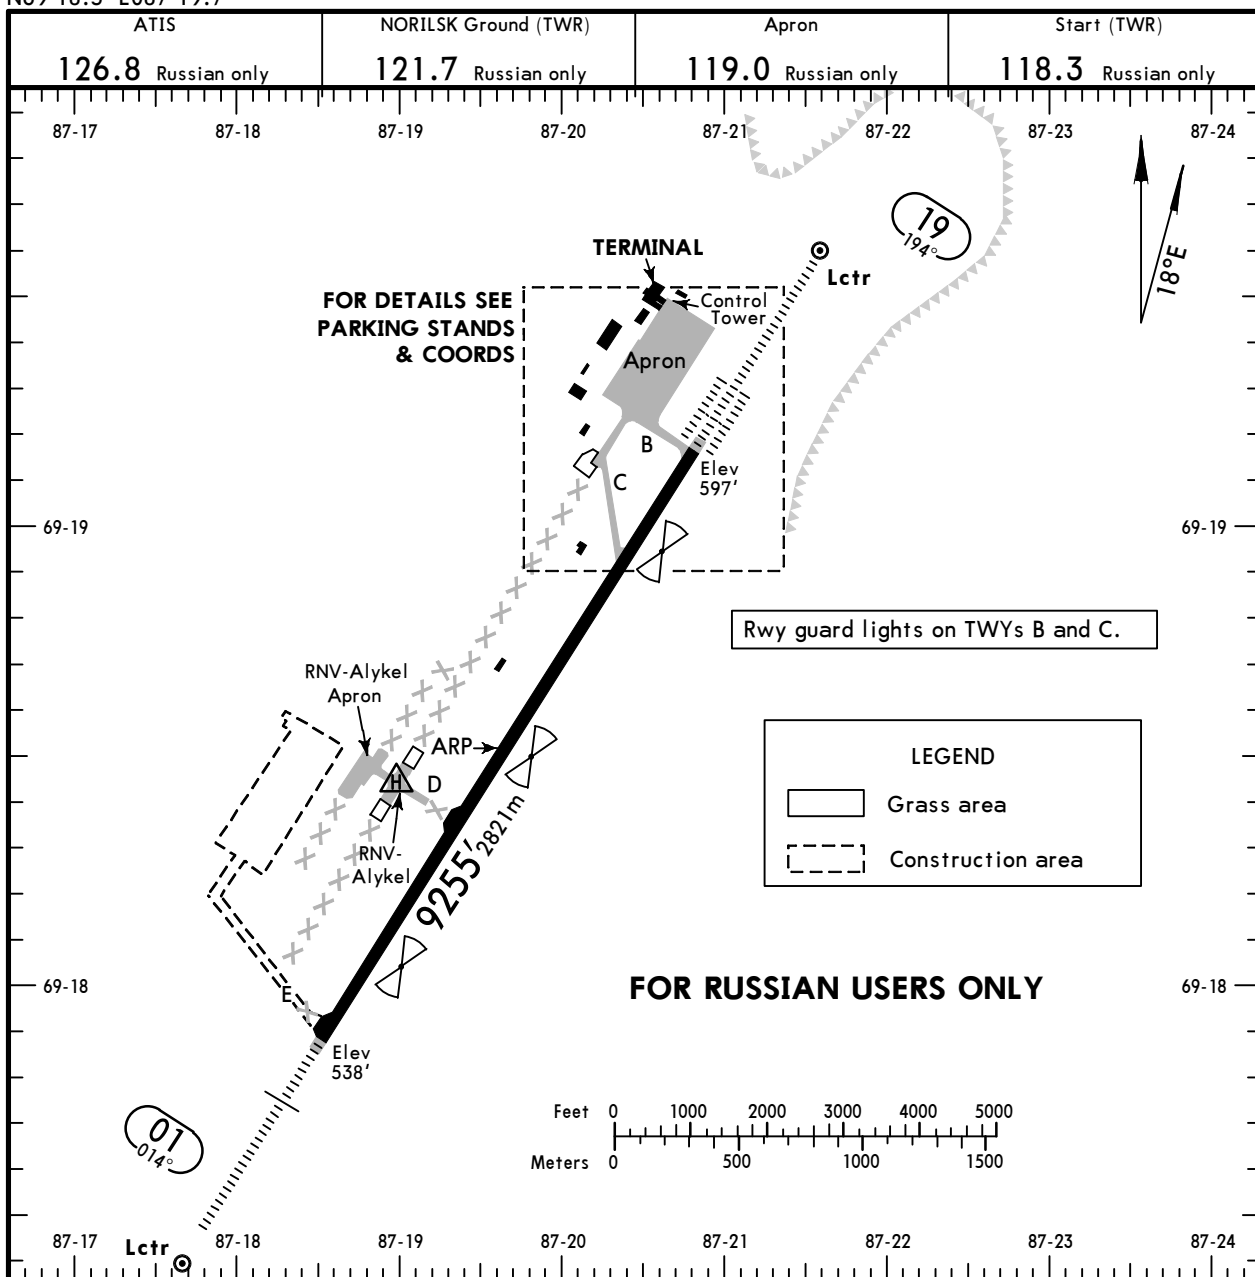 ATIS
126.8 Russian only
NORILSK Ground (TWR)
121.7 Russian only
Apron
119.0 Russian only
Start (TWR)
118.3 Russian only
87-17 87-18 87-19 87-20 87-21 87-22 87-23 87-24
19
194°
18°E
TERMINAL
Lctr
FOR DETAILS SEE
PARKING STANDS
& COORDS
Control
Tower
Apron
B
C
Elev
597'
69-19 69-19
Rwy guard lights on TWYs B and C.
RNV-Alykel
Apron
ARP
H
D
RNV-
Alykel
9255' 2821m
LEGEND
Grass area
Construction area
69-18 69-18
E
FOR RUSSIAN USERS ONLY
Elev
538'
01
014°
Feet 0 1000 2000 3000 4000 5000
Meters 0 500 1000 1500
Lctr
87-17 87-18 87-19 87-20 87-21 87-22 87-23 87-24